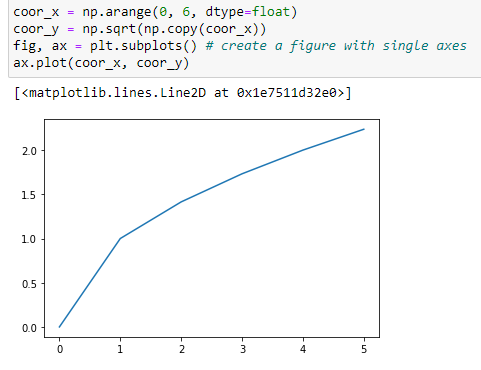 coor_x = np.arange(0, 6, dtype=float)
coor_y = np.sqrt(np.copy(coor_x))
fig, ax = plt.subplots() # create a figure with single axes
ax.plot(coor_x, coor_y)
[<matplotlib.lines.Line2D at 0x1e7511d32e0>]
2.0
1.5
1.0
0.5
0.0
0 1 2 3 4 5